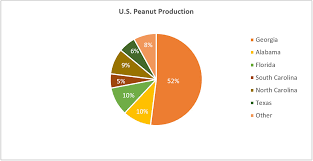 U.S. Peanut Production
8%
6%
9%
5%
10%
10%
52%
Georgia
Alabama
Florida
South Carolina
North Carolina
Texas
Other